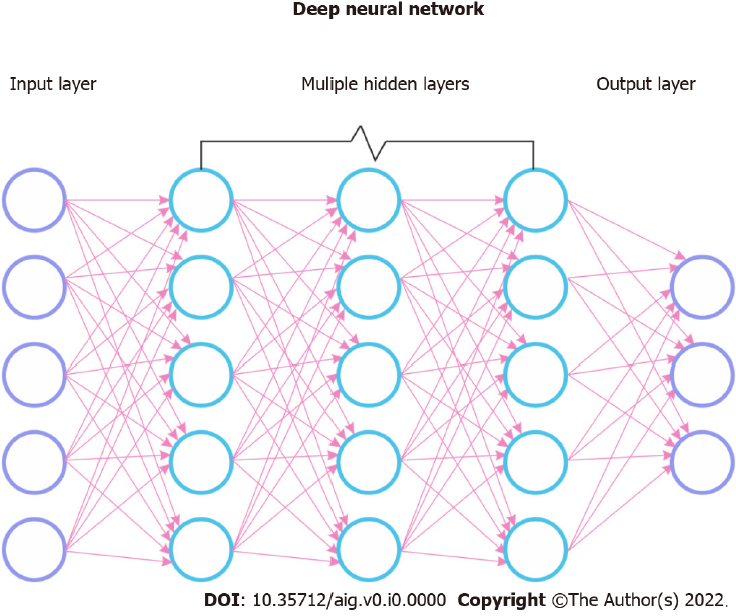 Deep neural network
Input layer Muliple hidden layers Output layer
DOI: 10.35712/aig.v0.i0.0000 Copyright ©The Author(s) 2022.